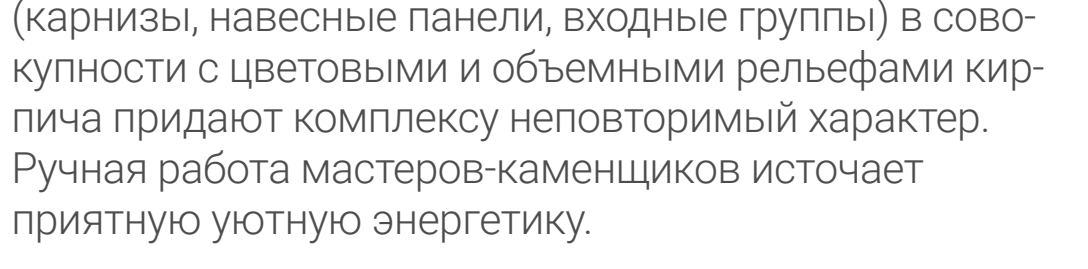 (карнизы, навесные панели, входные группы) в сово-
купности с цветовыми и объемными рельефами кир-
пича придают комплексу неповторимый характер.
Ручная работа мастеров-каменщиков источает
приятную уютную энергетику.